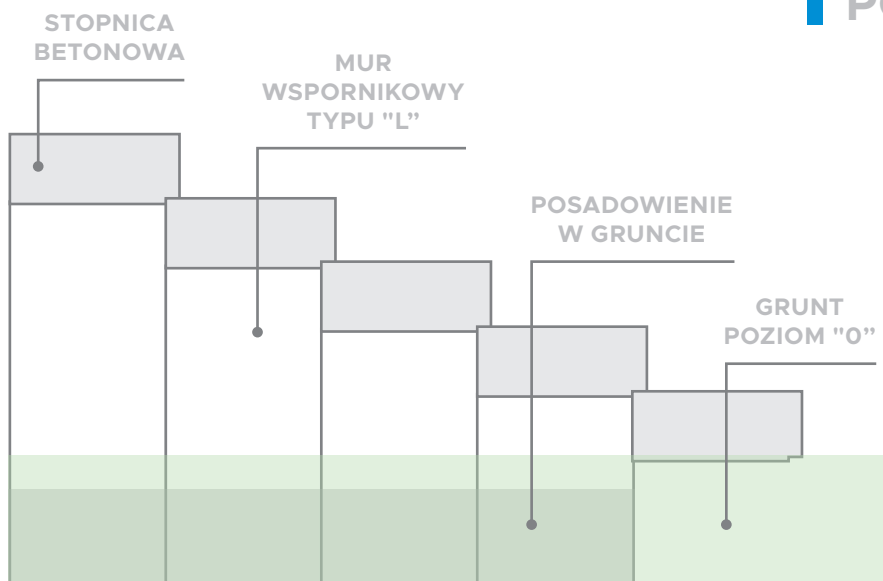 STOPNICA
BETONOWA
MUR
WSPORNIKOWY
TYPU "L”
POSADOWIENIE
W GRUNCIE
GRUNT
POZIOM "0”